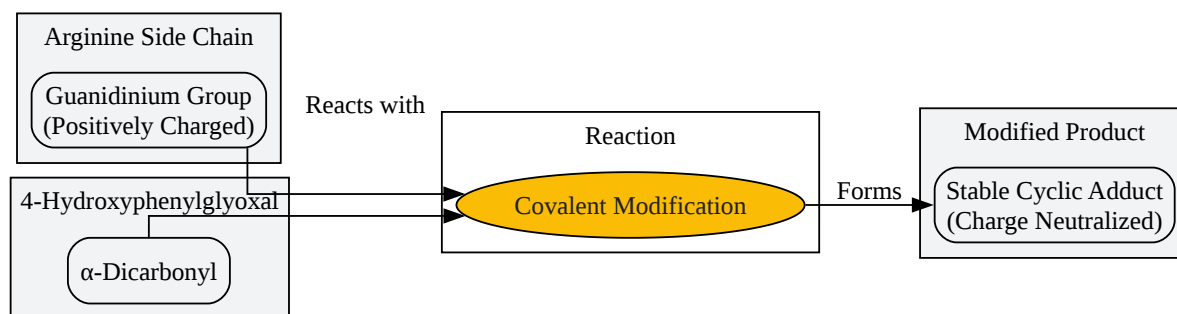 Arginine Side Chain
Guanidinium Group
(Positively Charged)
Reacts with
4-Hydroxyphenylglyoxal
α-Dicarbonyl
Reaction
Covalent Modification
Forms
Modified Product
Stable Cyclic Adduct
(Charge Neutralized)